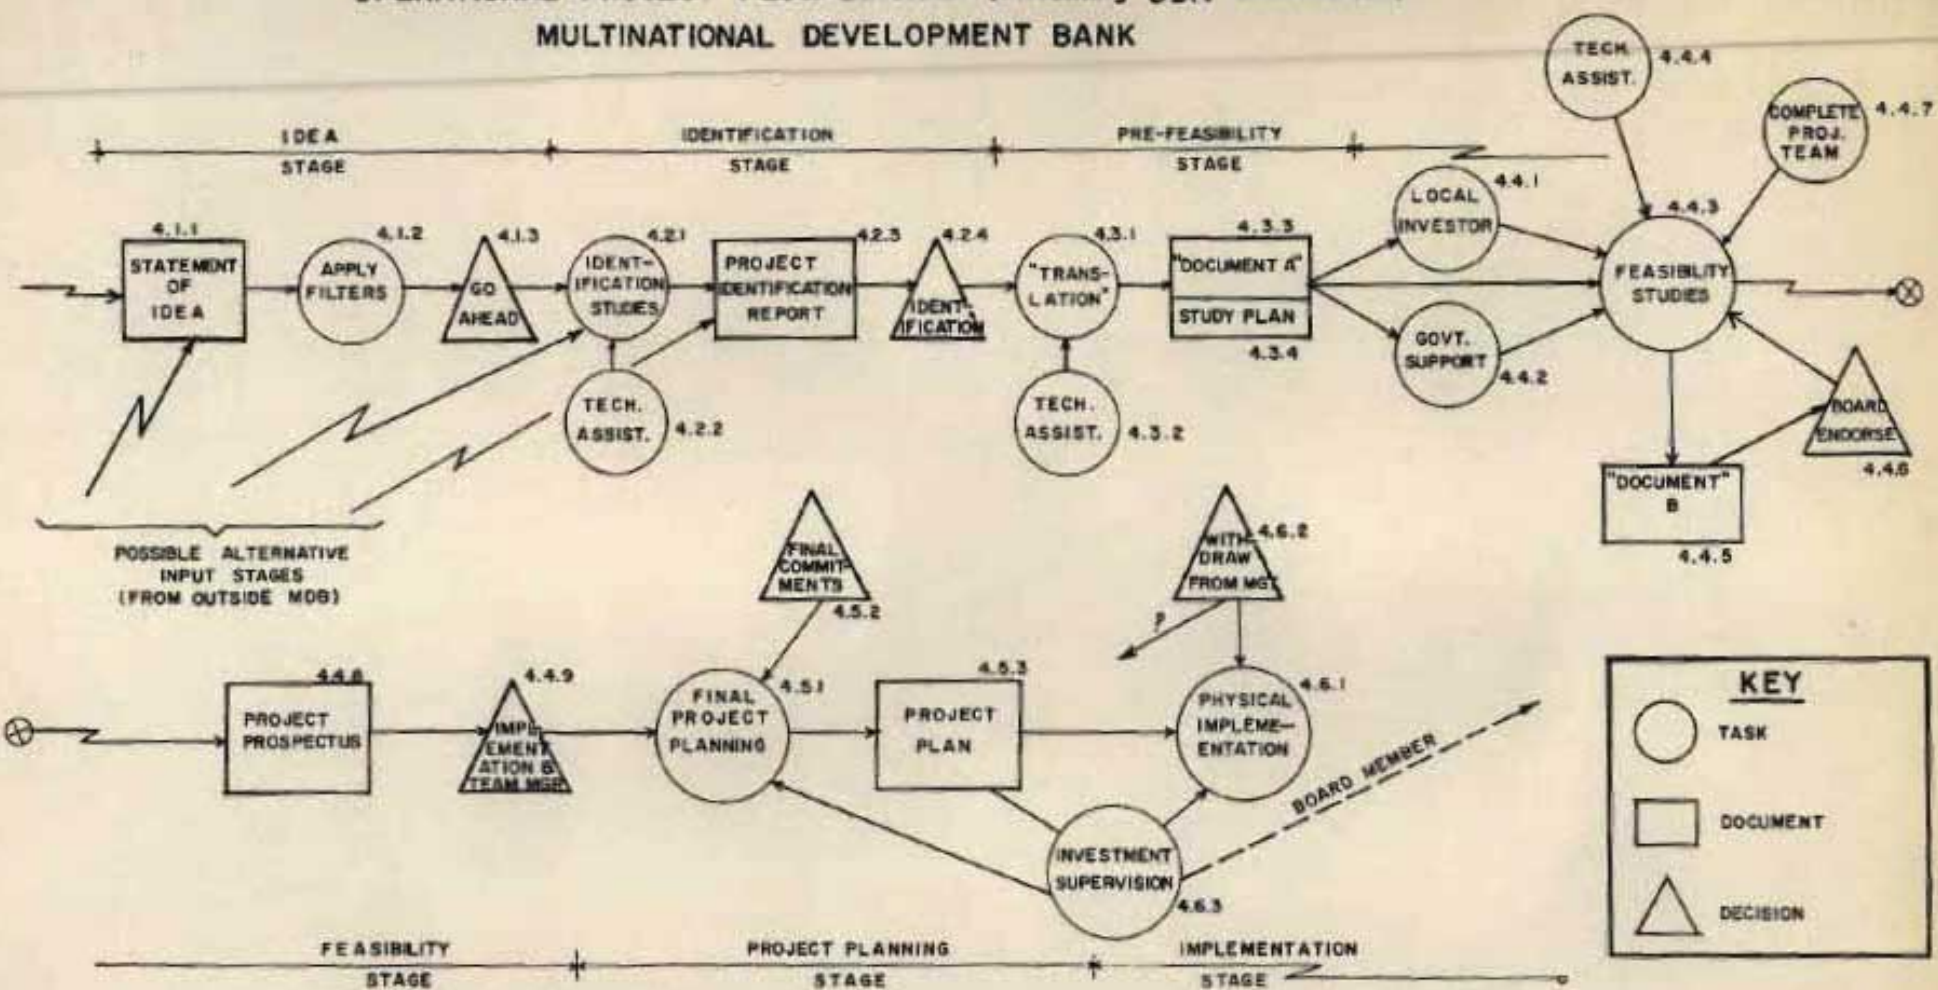 MULTINATIONAL DEVELOPMENT BANK
IDEA
STAGE
IDENTIFICATION
STAGE
PRE-FEASIBILITY
STAGE
TECH.
ASSIST.
4.4.4
COMPLETE
PROJ.
TEAM
4.4.7
4.1.1
STATEMENT
OF
IDEA
4.1.2
APPLY
FILTERS
4.1.3
GO
AHEAD
4.2.1
IDENT-
IFICATION
STUDIES
4.2.3
PROJECT
IDENTIFICATION
REPORT
4.2.4
IDENT-
IFICATION
4.3.1
"TRANS-
LATION"
4.3.3
"DOCUMENT A"
STUDY PLAN
4.3.4
4.4.1
LOCAL
INVESTOR
GOVT.
SUPPORT
4.4.2
4.4.3
FEASIBILITY
STUDIES
TECH.
ASSIST.
4.2.2
TECH.
ASSIST.
4.3.2
BOARD
ENDORSE
4.4.6
"DOCUMENT"
B
4.4.5
POSSIBLE ALTERNATIVE
INPUT STAGES
(FROM OUTSIDE MDB)
FINAL
COMMIT-
MENTS
4.5.2
WITH-
DRAW
FROM MGT.
4.6.2
?
4.4.8
PROJECT
PROSPECTUS
4.4.9
IMPL-
EMENT
ATION &
TEAM MGR
4.5.1
FINAL
PROJECT
PLANNING
4.5.3
PROJECT
PLAN
4.6.1
PHYSICAL
IMPLEME-
ENTATION
BOARD MEMBER
INVESTMENT
SUPERVISION
4.6.3
KEY
TASK
DOCUMENT
DECISION
FEASIBILITY
STAGE
PROJECT PLANNING
STAGE
IMPLEMENTATION
STAGE